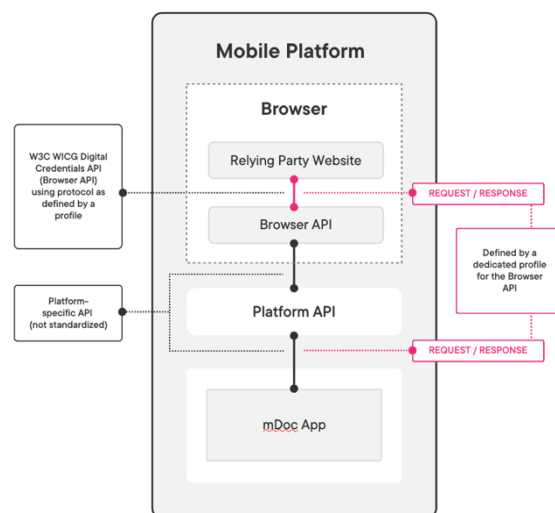 Mobile Platform
Browser
Relying Party Website
Browser API
Platform API
mDoc App
W3C WICG Digital
Credentials API
(Browser API)
using protocol as
defined by a
profile
Platform-
specific API
(not standardized)
REQUEST / RESPONSE
Defined by a
dedicated profile
for the Browser
API
REQUEST / RESPONSE